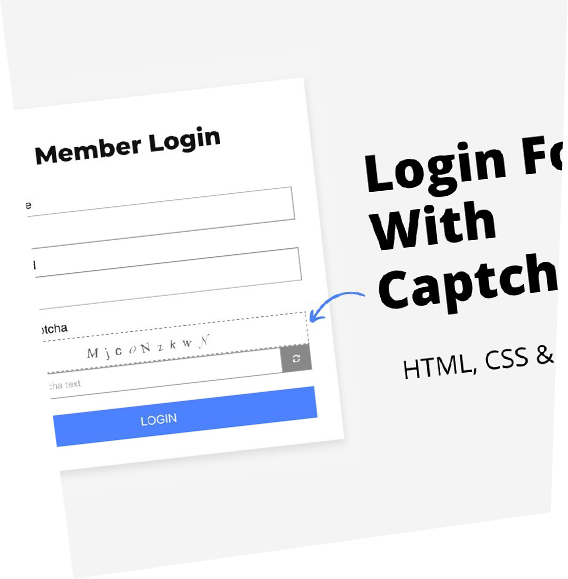 Member Login
e
d
ptcha
MjcoNzkwN
cha text
LOGIN
Login Fo
With
Captch
HTML, CSS &